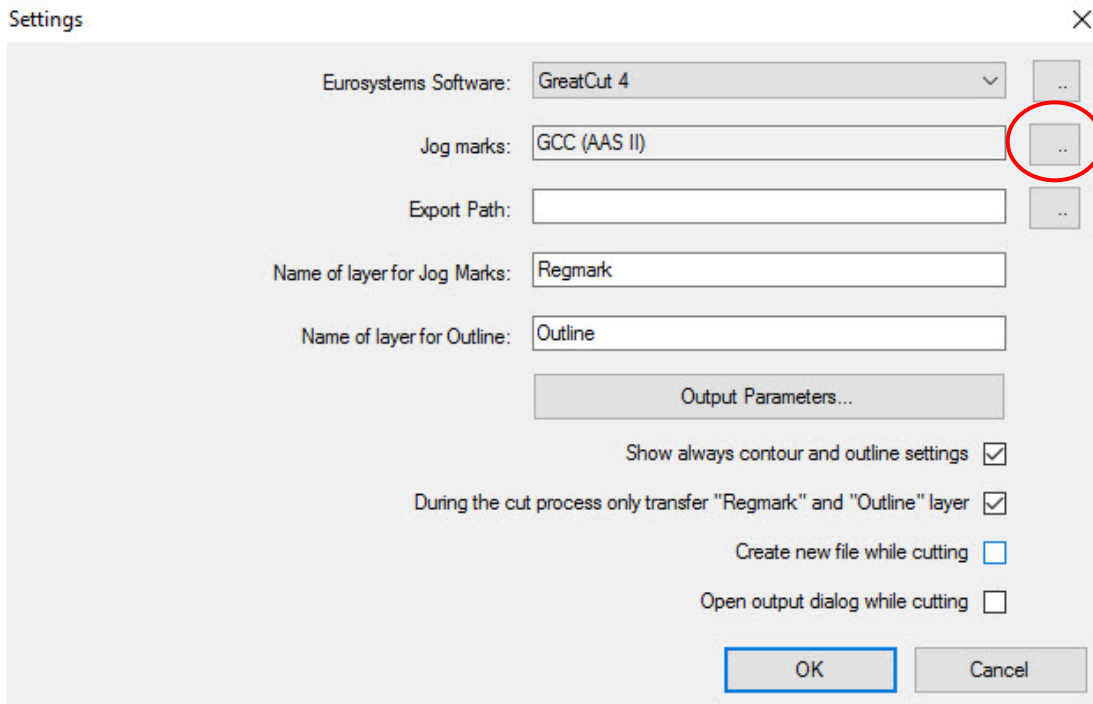 Settings
Eurosystems Software: GreatCut 4 ..
Jog marks: GCC (AAS II) ..
Export Path: ..
Name of layer for Jog Marks: Regmark
Name of layer for Outline: Outline
Output Parameters...
Show always contour and outline settings
During the cut process only transfer "Regmark" and "Outline" layer
Create new file while cutting
Open output dialog while cutting
OK Cancel